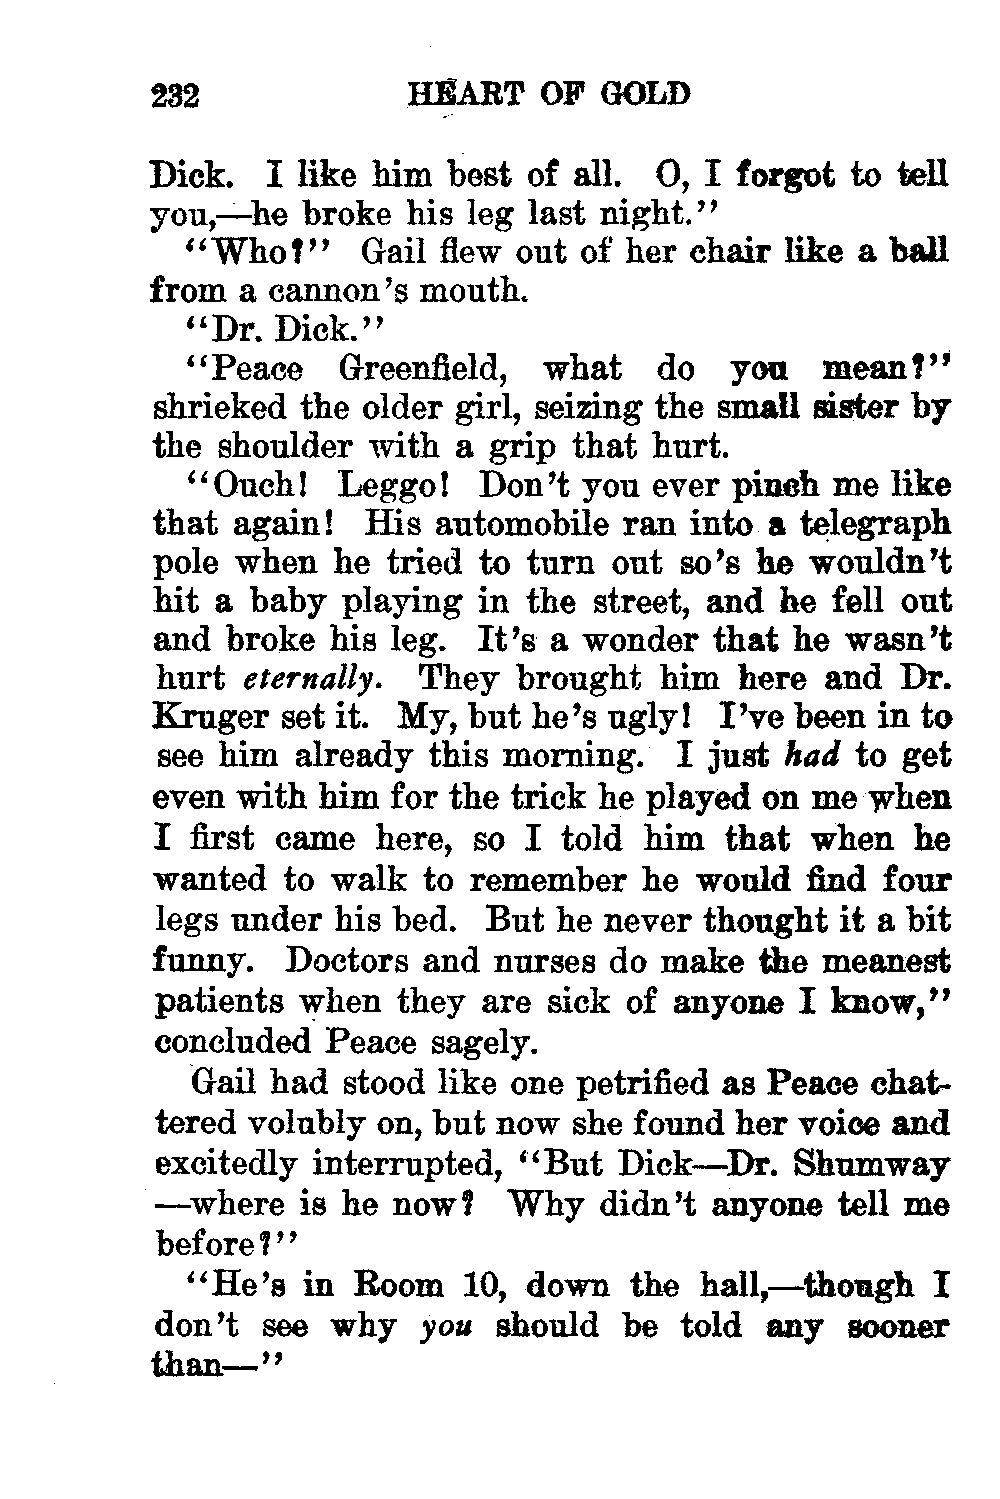 232 HEART OF GOLD
Dick. I like him best of all. O, I forgot to tell
you,—he broke his leg last night."
"Who?" Gail flew out of her chair like a ball
from a cannon's mouth.
"Dr. Dick."
"Peace Greenfield, what do you mean?"
shrieked the older girl, seizing the small sister by
the shoulder with a grip that hurt.
"Ouch! Leggo! Don't you ever pinch me like
that again! His automobile ran into a telegraph
pole when he tried to turn out so's he wouldn't
hit a baby playing in the street, and he fell out
and broke his leg. It's a wonder that he wasn't
hurt eternally. They brought him here and Dr.
Kruger set it. My, but he's ugly! I've been in to
see him already this morning. I just had to get
even with him for the trick he played on me when
I first came here, so I told him that when he
wanted to walk to remember he would find four
legs under his bed. But he never thought it a bit
funny. Doctors and nurses do make the meanest
patients when they are sick of anyone I know,"
concluded Peace sagely.
Gail had stood like one petrified as Peace chat-
tered volubly on, but now she found her voice and
excitedly interrupted, "But Dick—Dr. Shumway
—where is he now? Why didn't anyone tell me
before?"
"He's in Room 10, down the hall,—though I
don't see why you should be told any sooner
than—"